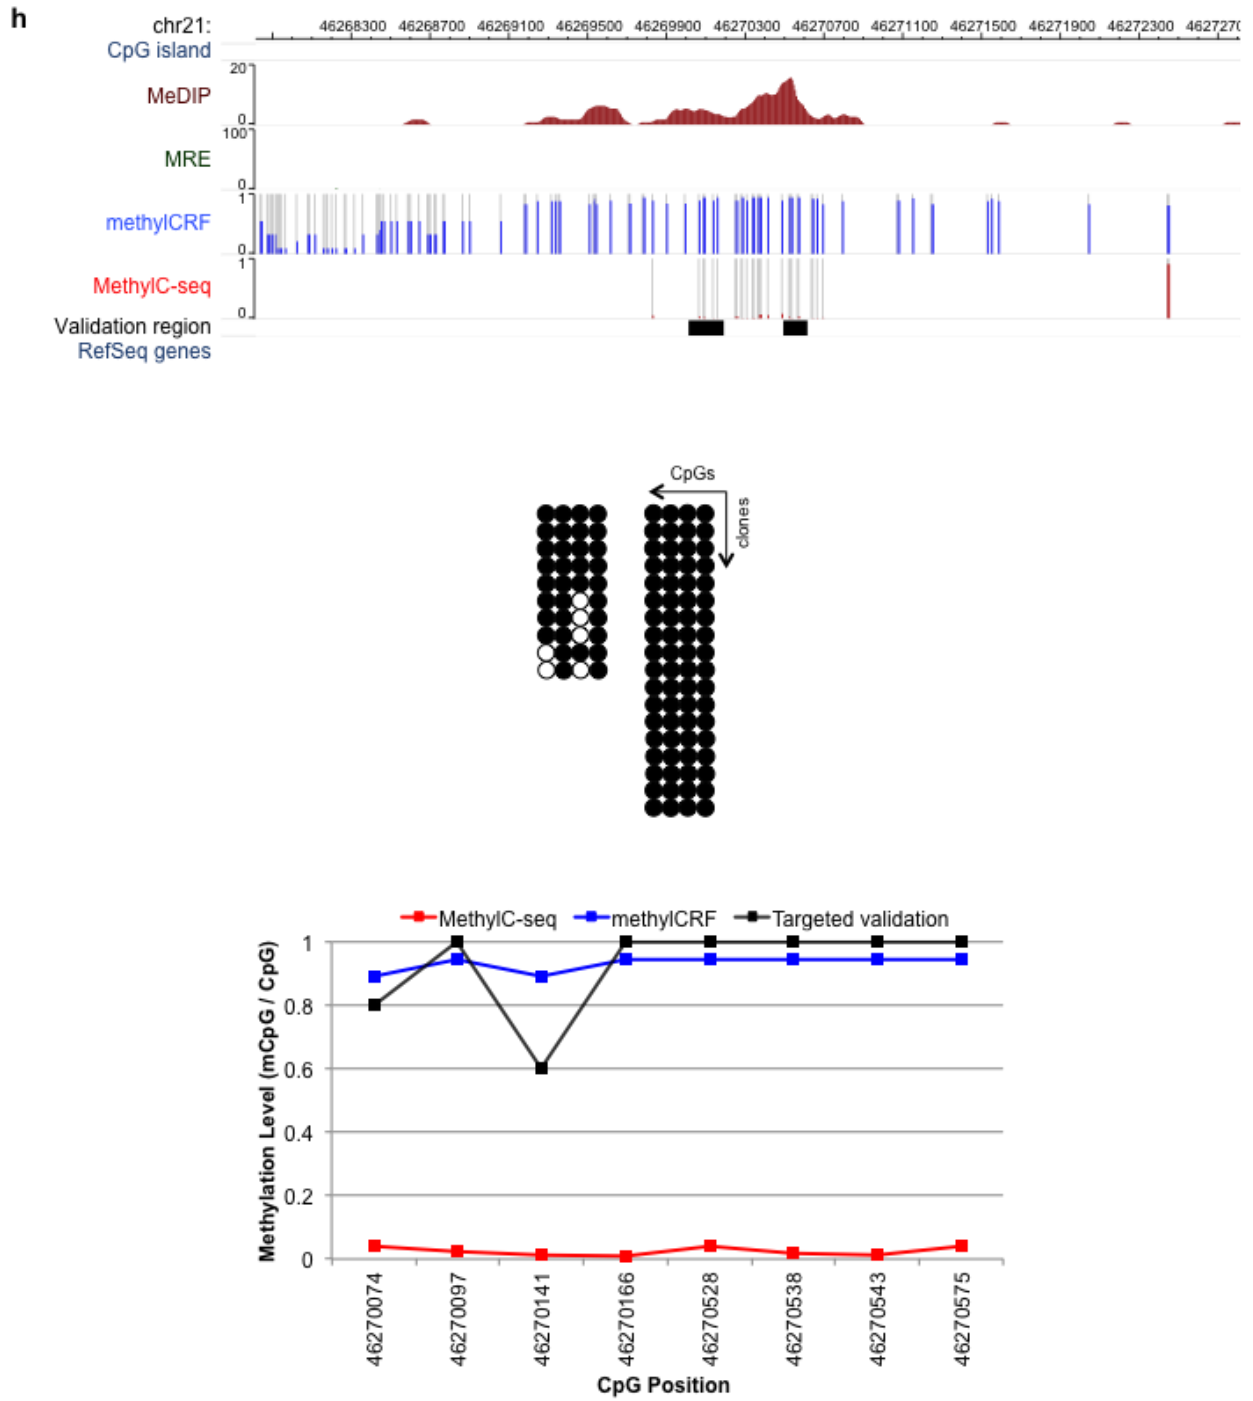 h
chr21: 46268300 46268700 46269100 46269500 46269900 46270300 46270700 46271100 46271500 46271900 46272300 462727
CpG island
20
MeDIP
0
100
MRE
0
1
methylCRF
0
1
MethylC-seq
0
Validation region
RefSeq genes
CpGs
clones
MethylC-seq methylCRF Targeted validation
Methylation Level (mCpG / CpG)
1
0.8
0.6
0.4
0.2
0
46270074 46270097 46270141 46270166 46270528 46270538 46270543 46270575
CpG Position